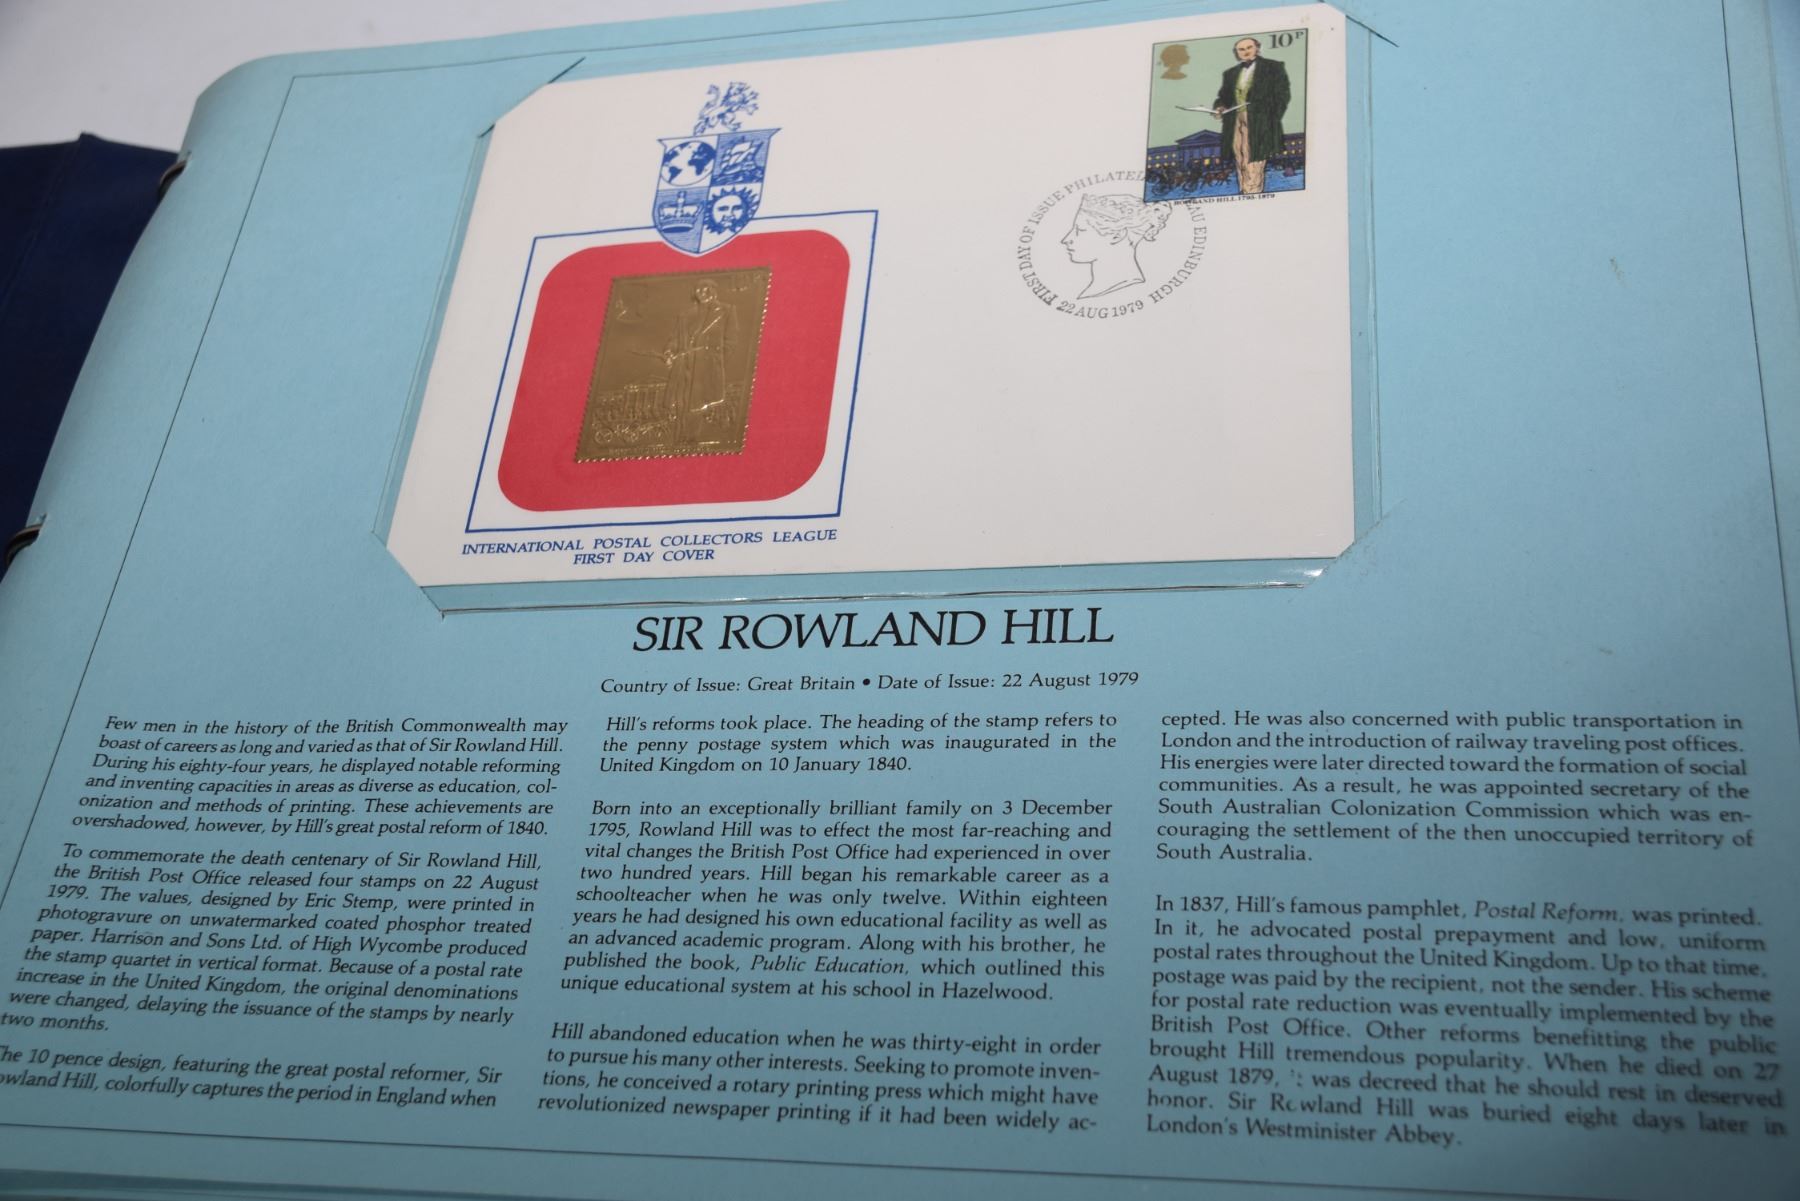 10P
ROWLAND HILL 1795-1879
FIRST DAY OF ISSUE PHILATEL AU EDINBURGH
22 AUG 1979
INTERNATIONAL POSTAL COLLECTORS LEAGUE
FIRST DAY COVER
SIR ROWLAND HILL
Country of Issue: Great Britain • Date of Issue: 22 August 1979
Few men in the history of the British Commonwealth may
boast of careers as long and varied as that of Sir Rowland Hill.
During his eighty-four years, he displayed notable reforming
and inventing capacities in areas as diverse as education, col-
onization and methods of printing. These achievements are
overshadowed, however, by Hill's great postal reform of 1840.
To commemorate the death centenary of Sir Rowland Hill,
the British Post Office released four stamps on 22 August
1979. The values, designed by Eric Stemp, were printed in
photogravure on unwatermarked coated phosphor treated
paper. Harrison and Sons Ltd. of High Wycombe produced
the stamp quartet in vertical format. Because of a postal rate
increase in the United Kingdom, the original denominations
were changed, delaying the issuance of the stamps by nearly
two months.
The 10 pence design, featuring the great postal reformer, Sir
owland Hill, colorfully captures the period in England when
Hill's reforms took place. The heading of the stamp refers to
the penny postage system which was inaugurated in the
United Kingdom on 10 January 1840.
Born into an exceptionally brilliant family on 3 December
1795, Rowland Hill was to effect the most far-reaching and
vital changes the British Post Office had experienced in over
two hundred years. Hill began his remarkable career as a
schoolteacher when he was only twelve. Within eighteen
years he had designed his own educational facility as well as
an advanced academic program. Along with his brother, he
published the book, Public Education, which outlined this
unique educational system at his school in Hazelwood.
Hill abandoned education when he was thirty-eight in order
to pursue his many other interests. Seeking to promote inven-
tions, he conceived a rotary printing press which might have
revolutionized newspaper printing if it had been widely ac-
cepted. He was also concerned with public transportation in
London and the introduction of railway traveling post offices.
His energies were later directed toward the formation of social
communities. As a result, he was appointed secretary of the
South Australian Colonization Commission which was en-
couraging the settlement of the then unoccupied territory of
South Australia.
In 1837, Hill's famous pamphlet, Postal Reform, was printed.
In it, he advocated postal prepayment and low, uniform
postal rates throughout the United Kingdom. Up to that time,
postage was paid by the recipient, not the sender. His scheme
for postal rate reduction was eventually implemented by the
British Post Office. Other reforms benefitting the public
brought Hill tremendous popularity. When he died on 27
August 1879, it was decreed that he should rest in deserved
honor. Sir Rowland Hill was buried eight days later in
London's Westminister Abbey.